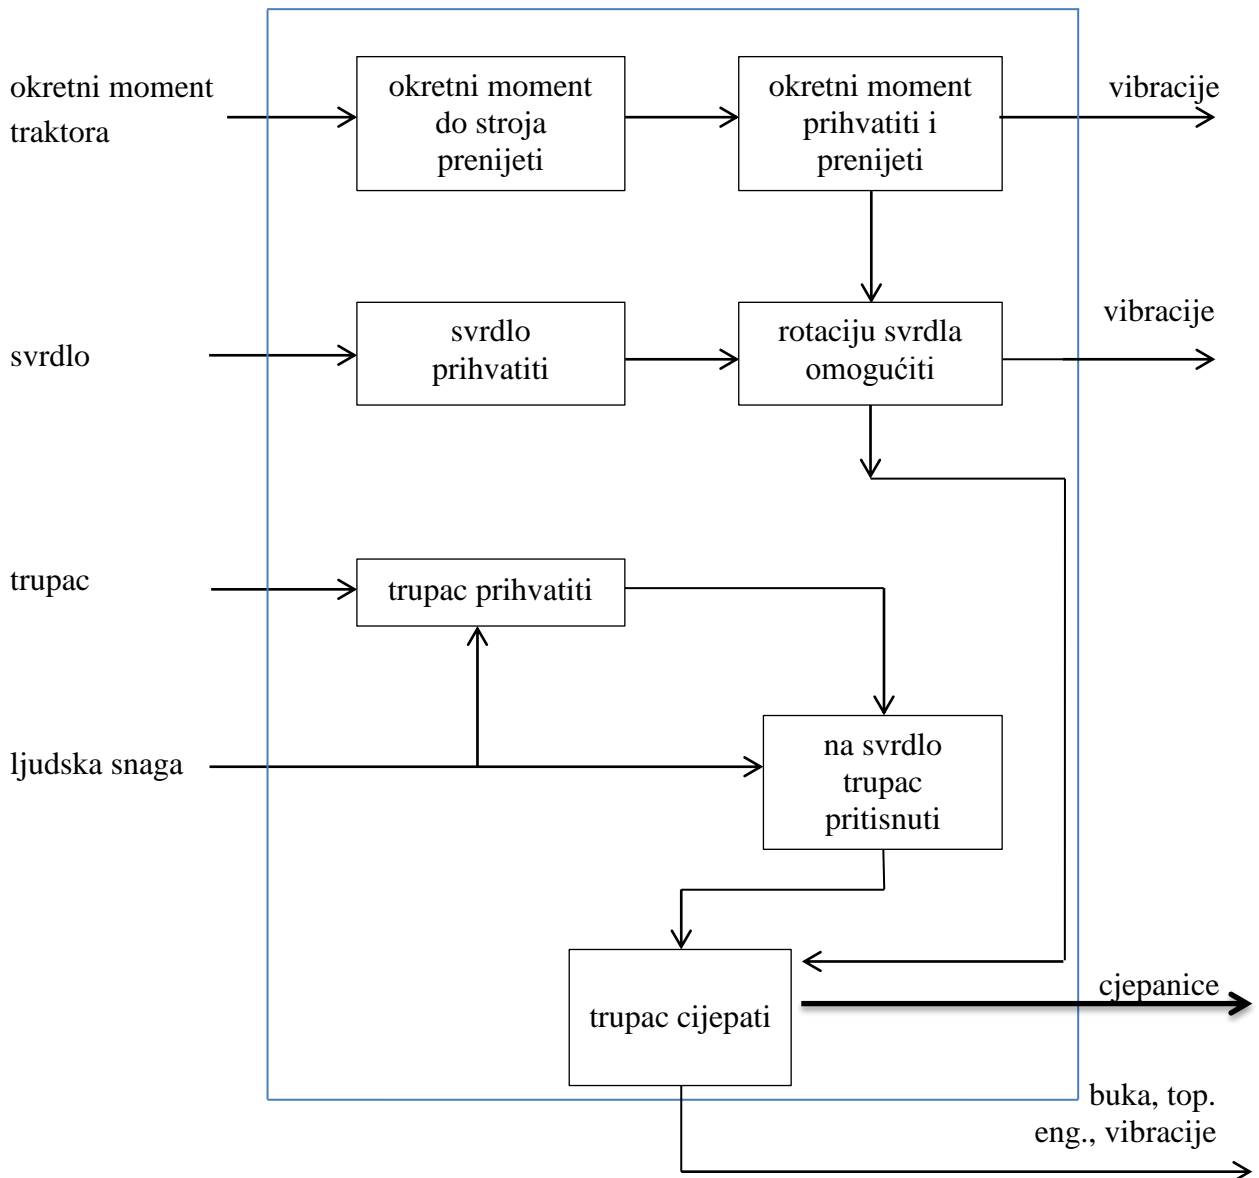 okretni moment
traktora
okretni moment
do stroja
prenijeti
okretni moment
prihvatiti i
prenijeti
vibracije
svrdlo
svrdlo
prihvatiti
rotaciju svrdla
omogućiti
vibracije
trupac
trupac prihvatiti
ljudska snaga
na svrdlo
trupac
pritisnuti
trupac cijepati
cjepanice
buka, top.
eng., vibracije